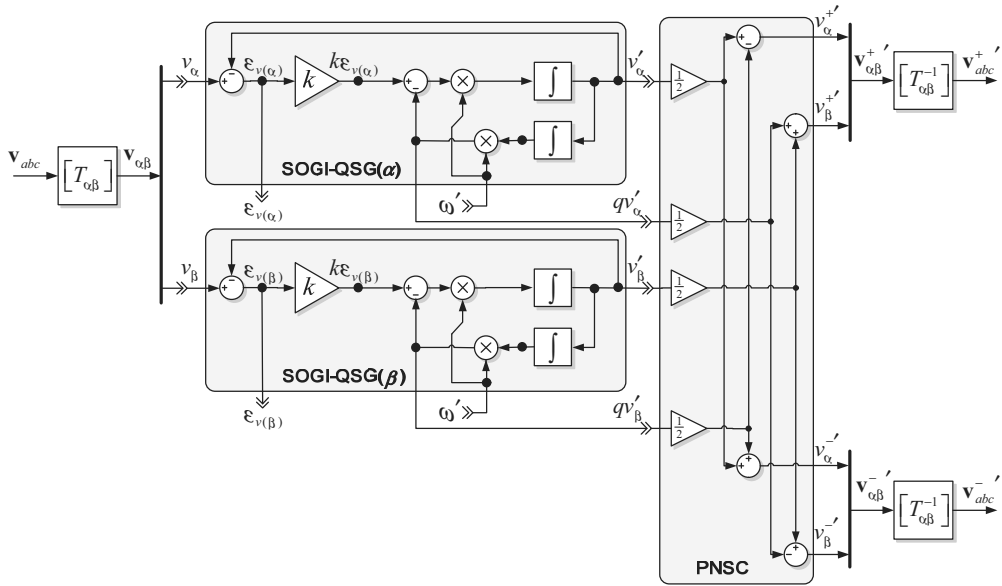 v_abc
[T_αβ]
v_αβ
v_α
ε_v(α)
k
kε_v(α)
∫
∫
v′_α
SOGI-QSG(α)
ω′
ε_v(α)
qv′_α
v_β
ε_v(β)
k
kε_v(β)
∫
∫
v′_β
SOGI-QSG(β)
ω′
ε_v(β)
qv′_β
1/2
1/2
1/2
1/2
PNSC
v_α^+′
v_β^+′
v_αβ^+′
[T_αβ^-1]
v_abc^+′
v_α^-′
v_β^-′
v_αβ^-′
[T_αβ^-1]
v_abc^-′